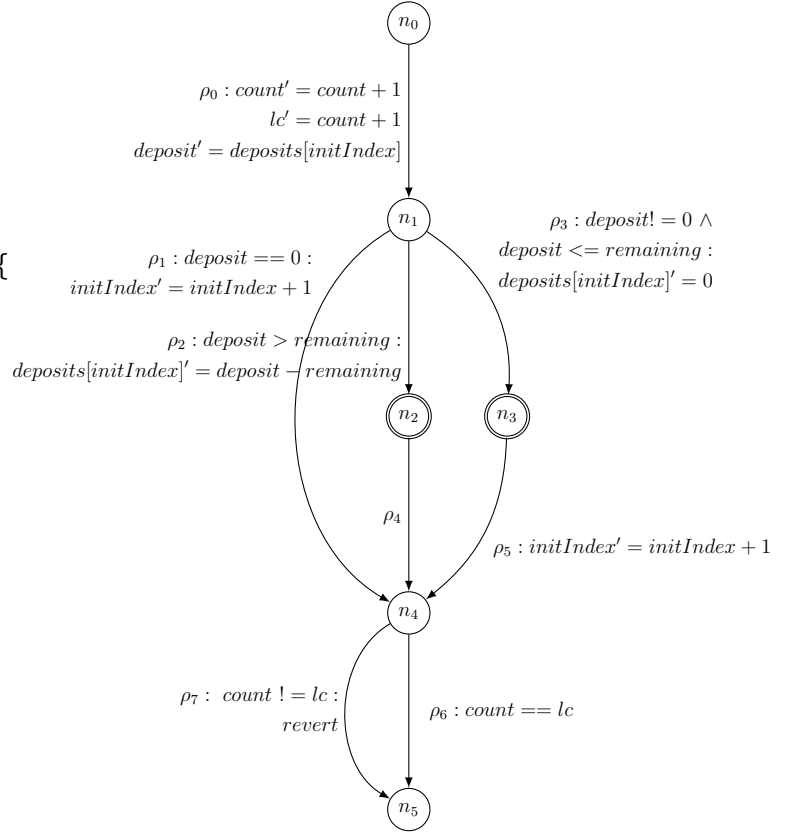 n₀
ρ₀ : count′ = count + 1
lc′ = count + 1
deposit′ = deposits[initIndex]
n₁
ρ₃ : deposit! = 0 ∧
deposit <= remaining :
deposits[initIndex]′ = 0
{
ρ₁ : deposit == 0 :
initIndex′ = initIndex + 1
ρ₂ : deposit > remaining :
deposits[initIndex]′ = deposit − remaining
n₂
n₃
ρ₄
ρ₅ : initIndex′ = initIndex + 1
n₄
ρ₇ : count ! = lc :
revert
ρ₆ : count == lc
n₅